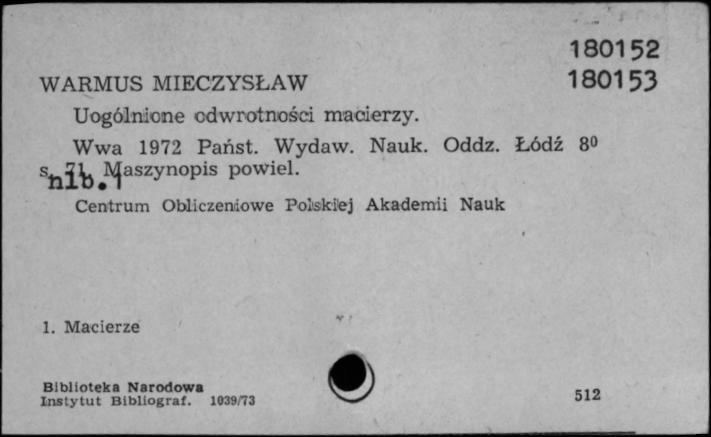 180152
180153
WARMUS MIECZYSŁAW
Uogólnione odwrotności macierzy.
Wwa 1972 Państ. Wydaw. Nauk. Oddz. Łódź 8⁰
s. 71, Maszynopis powiel.
nlb. 1
Centrum Obliczeniowe Polskiej Akademii Nauk
1. Macierze
Biblioteka Narodowa
Instytut Bibliograf. 1039/73
512